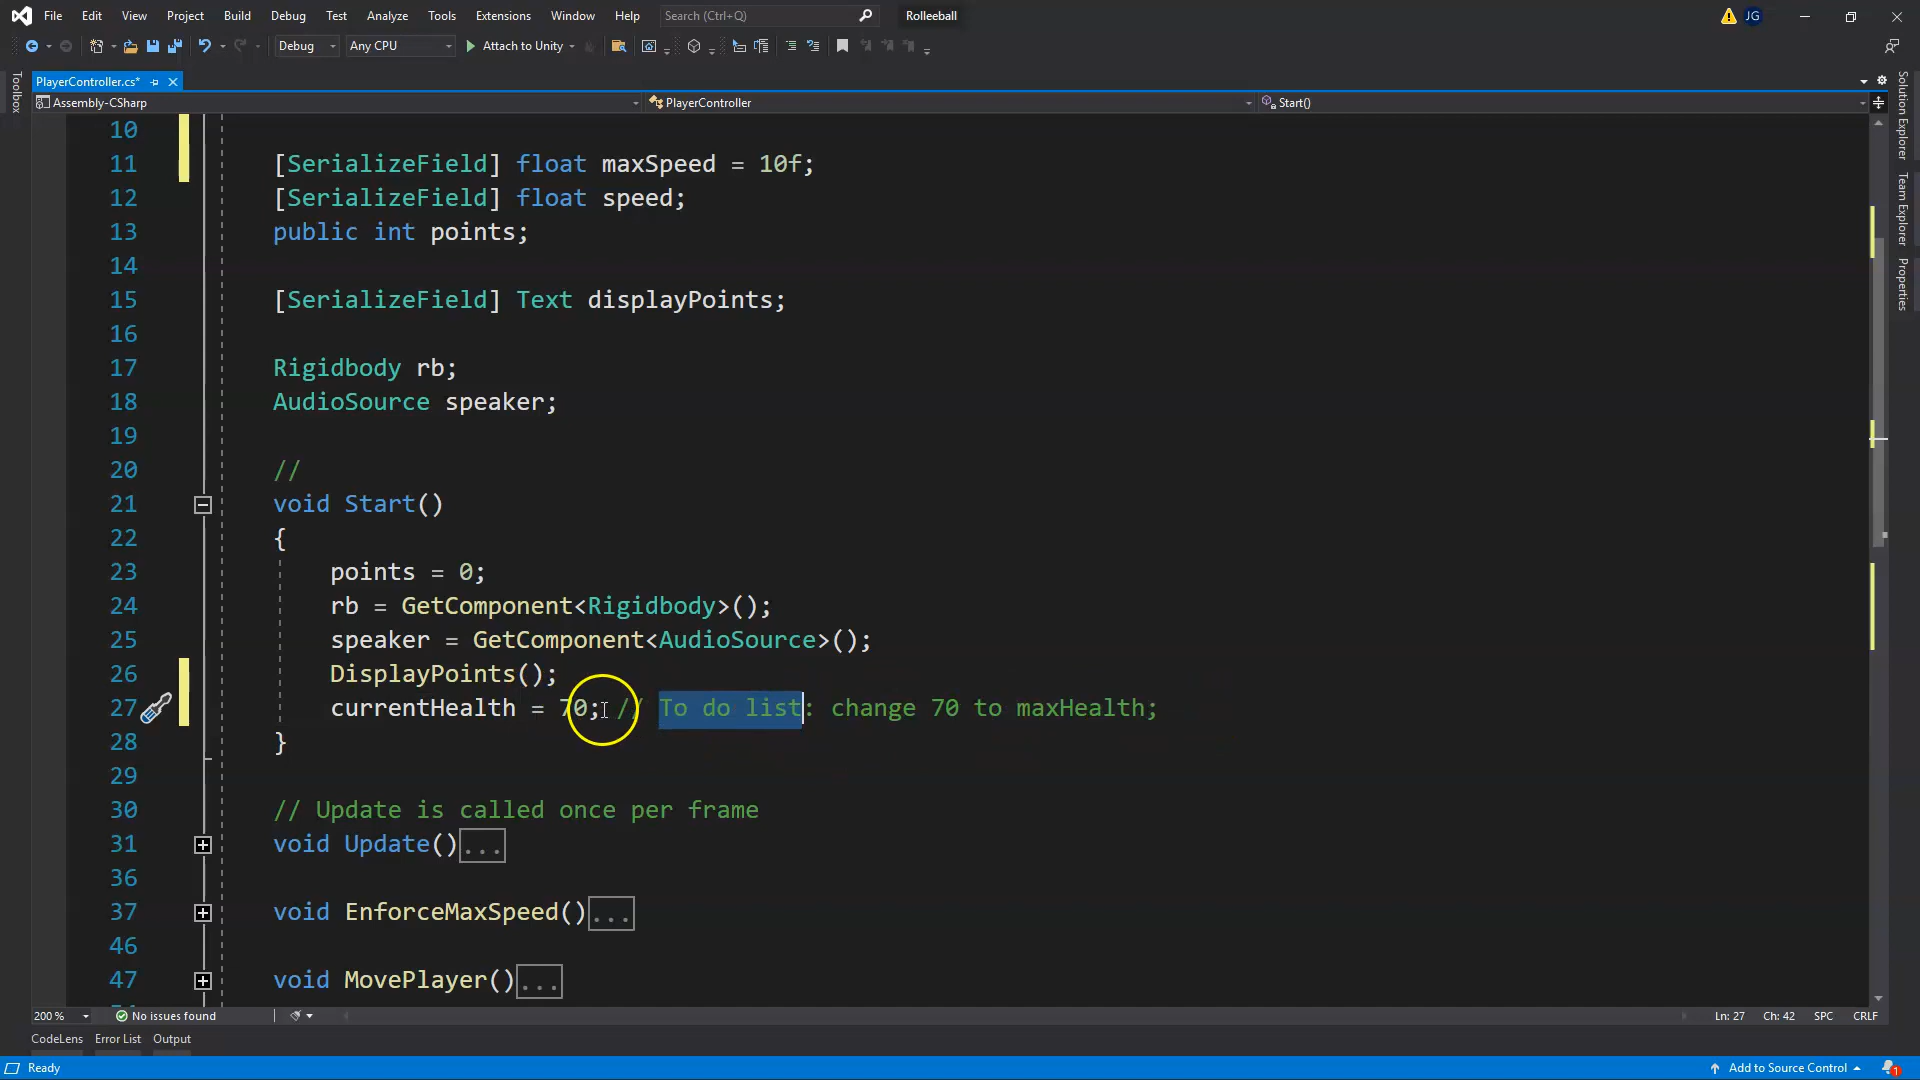 File Edit View Project Build Debug Test Analyze Tools Extensions Window Help Search (Ctrl+Q) Rolleeball JG
Debug Any CPU Attach to Unity
PlayerController.cs*
Assembly-CSharp PlayerController Start()
Toolbox
Solution Explorer
Team Explorer
Properties
10
11 [SerializeField] float maxSpeed = 10f;
12 [SerializeField] float speed;
13 public int points;
14
15 [SerializeField] Text displayPoints;
16
17 Rigidbody rb;
18 AudioSource speaker;
19
20 //
21 void Start()
22 {
23 points = 0;
24 rb = GetComponent<Rigidbody>();
25 speaker = GetComponent<AudioSource>();
26 DisplayPoints();
27 currentHealth = 70; // To do list: change 70 to maxHealth;
28 }
29
30 // Update is called once per frame
31 void Update()...
36
37 void EnforceMaxSpeed()...
46
47 void MovePlayer()...
200 % No issues found Ln: 27 Ch: 42 SPC CRLF
CodeLens Error List Output
Ready Add to Source Control 1